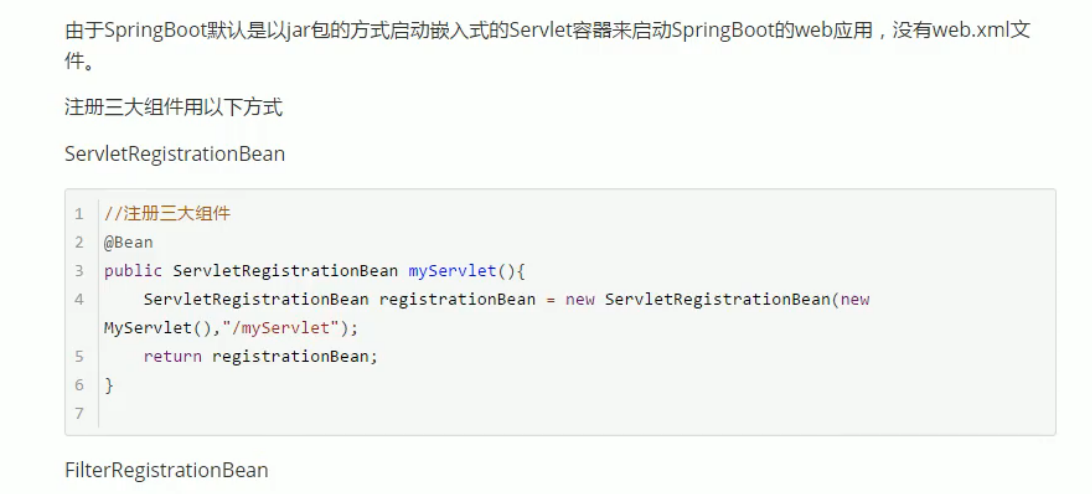 由于SpringBoot默认是以jar包的方式启动嵌入式的Servlet容器来启动SpringBoot的web应用，没有web.xml文
件。
注册三大组件用以下方式
ServletRegistrationBean
1 //注册三大组件
2 @Bean
3 public ServletRegistrationBean myServlet(){
4     ServletRegistrationBean registrationBean = new ServletRegistrationBean(new
MyServlet(),"/myServlet");
5     return registrationBean;
6 }
7
FilterRegistrationBean